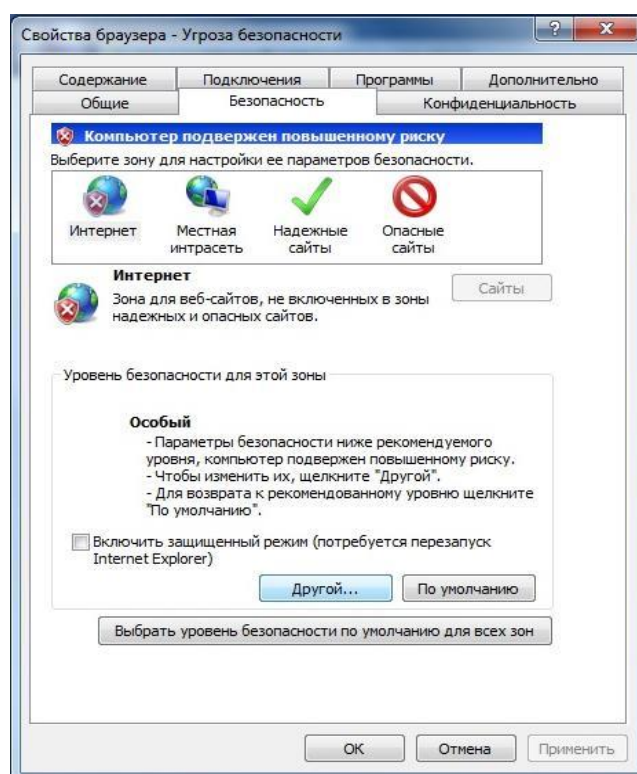 Свойства браузера - Угроза безопасности
Содержание Подключения Программы Дополнительно
Общие Безопасность Конфиденциальность
Компьютер подвержен повышенному риску
Выберите зону для настройки ее параметров безопасности.
Интернет Местная интрасеть Надежные сайты Опасные сайты
Интернет
Зона для веб-сайтов, не включенных в зоны
надежных и опасных сайтов.
Сайты
Уровень безопасности для этой зоны
Особый
- Параметры безопасности ниже рекомендуемого
уровня, компьютер подвержен повышенному риску.
- Чтобы изменить их, щелкните "Другой".
- Для возврата к рекомендованному уровню щелкните
"По умолчанию".
Включить защищенный режим (потребуется перезапуск
Internet Explorer)
Другой... По умолчанию
Выбрать уровень безопасности по умолчанию для всех зон
ОК Отмена Применить